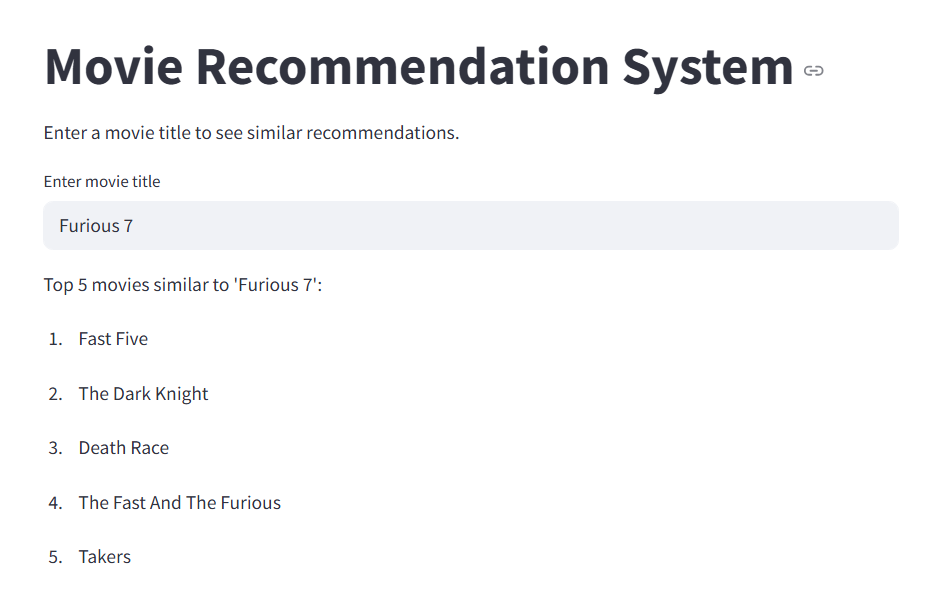 Movie Recommendation System
Enter a movie title to see similar recommendations.
Enter movie title
Furious 7
Top 5 movies similar to 'Furious 7':
1. Fast Five
2. The Dark Knight
3. Death Race
4. The Fast And The Furious
5. Takers